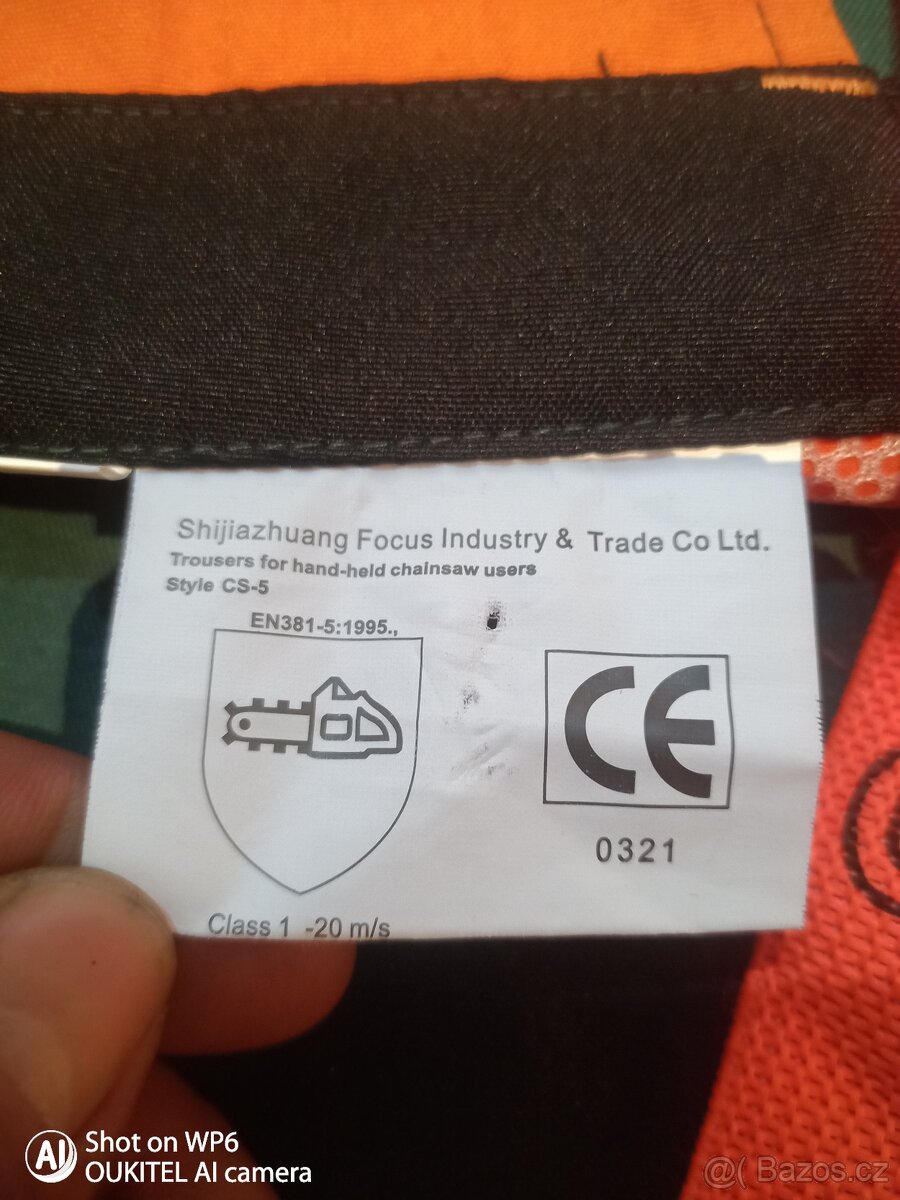 Shijiazhuang Focus Industry & Trade Co Ltd.
Trousers for hand-held chainsaw users
Style CS-5
EN381-5:1995.,
CE
0321
Class 1 -20 m/s
AI Shot on WP6
OUKITEL AI camera
@( Bazos.cz